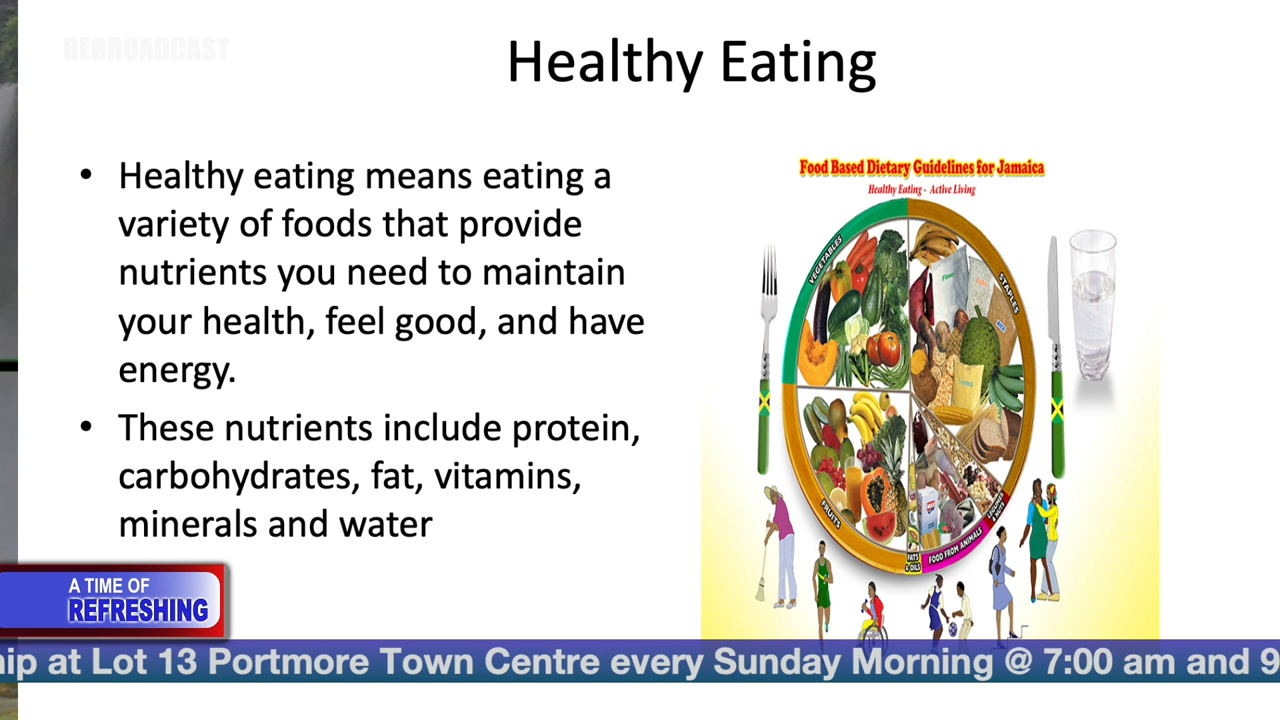 REBROADCAST
Healthy Eating
• Healthy eating means eating a
variety of foods that provide
nutrients you need to maintain
your health, feel good, and have
energy.
• These nutrients include protein,
carbohydrates, fat, vitamins,
minerals and water
Food Based Dietary Guidelines for Jamaica
Healthy Eating - Active Living
VEGETABLES
STAPLES
FRUITS
FATS
& OILS
FOOD FROM ANIMALS
A TIME OF
REFRESHING
hip at Lot 13 Portmore Town Centre every Sunday Morning @ 7:00 am and 9